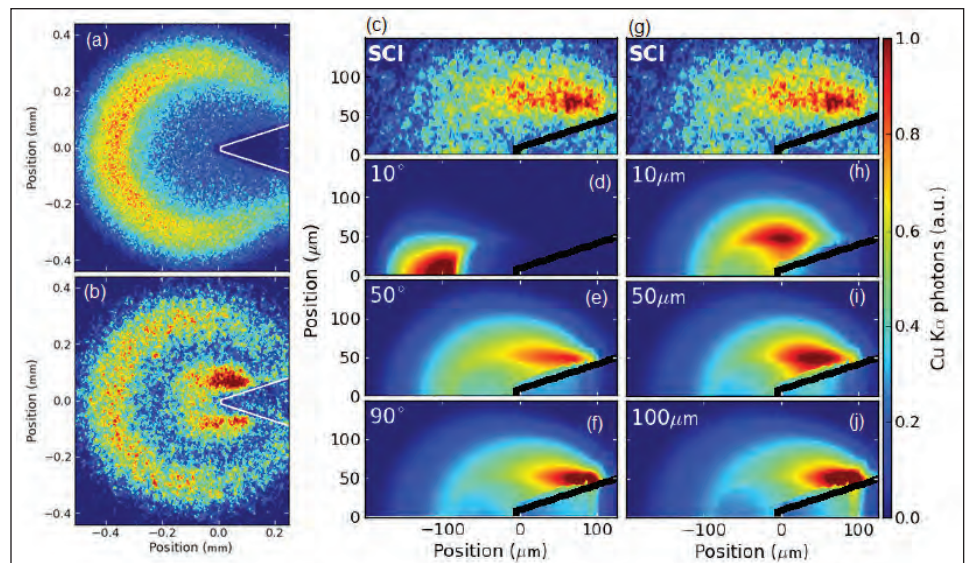 (a)
0.4
0.2
0.0
−0.2
−0.4
Position (mm)
(b)
0.4
0.2
0.0
−0.2
−0.4
Position (mm)
−0.4 −0.2 0.0 0.2
Position (mm)
(c)
SCI
100
50
0
10° (d)
100
50
0
50° (e)
100
50
0
90° (f)
100
50
0
Position (μm)
−100 0 100
Position (μm)
(g)
SCI
10μm (h)
50μm (i)
100μm (j)
−100 0 100
Position (μm)
1.0
0.8
0.6
0.4
0.2
0.0
Cu Kα photons (a.u.)